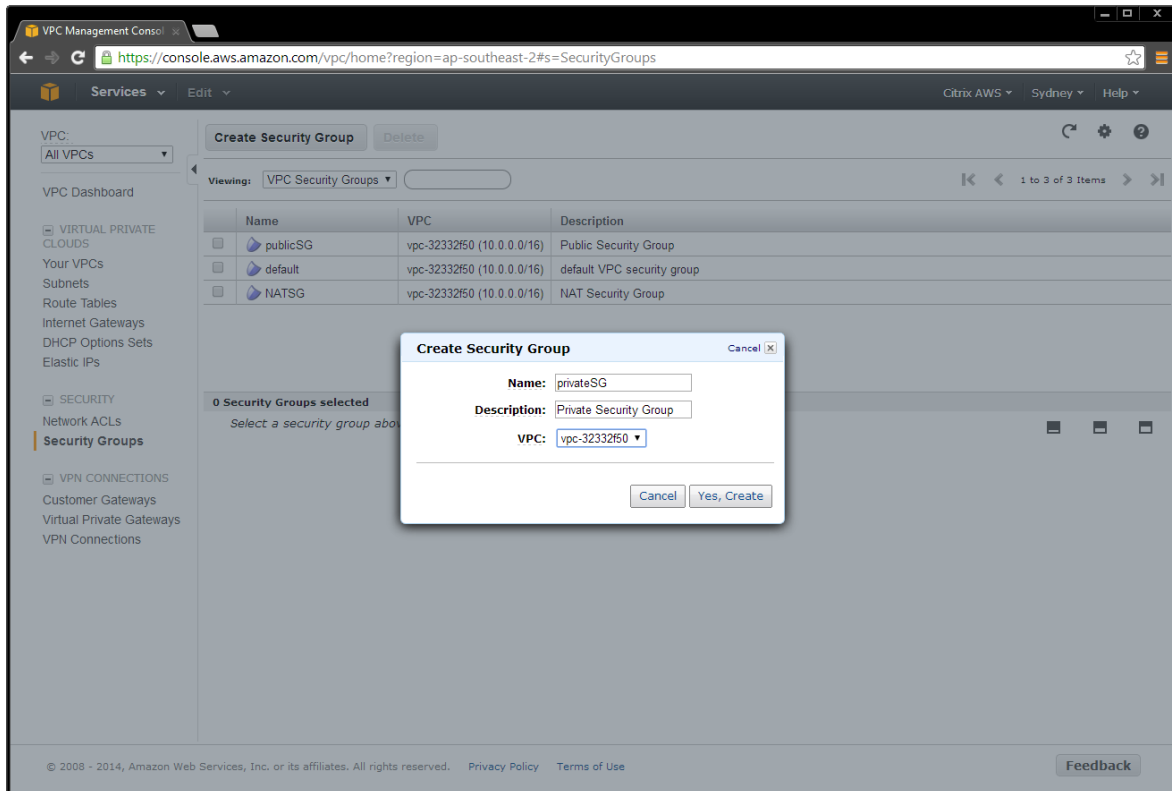 VPC Management Consol
https://console.aws.amazon.com/vpc/home?region=ap-southeast-2#s=SecurityGroups
Services Edit Citrix AWS Sydney Help
VPC:
All VPCs
VPC Dashboard
VIRTUAL PRIVATE
CLOUDS
Your VPCs
Subnets
Route Tables
Internet Gateways
DHCP Options Sets
Elastic IPs
SECURITY
Network ACLs
Security Groups
VPN CONNECTIONS
Customer Gateways
Virtual Private Gateways
VPN Connections
Create Security Group Delete
Viewing: VPC Security Groups 1 to 3 of 3 Items
Name VPC Description
publicSG vpc-32332f50 (10.0.0.0/16) Public Security Group
default vpc-32332f50 (10.0.0.0/16) default VPC security group
NATSG vpc-32332f50 (10.0.0.0/16) NAT Security Group
0 Security Groups selected
Select a security group abov
Create Security Group Cancel
Name: privateSG
Description: Private Security Group
VPC: vpc-32332f50
Cancel Yes, Create
© 2008 - 2014, Amazon Web Services, Inc. or its affiliates. All rights reserved. Privacy Policy Terms of Use Feedback